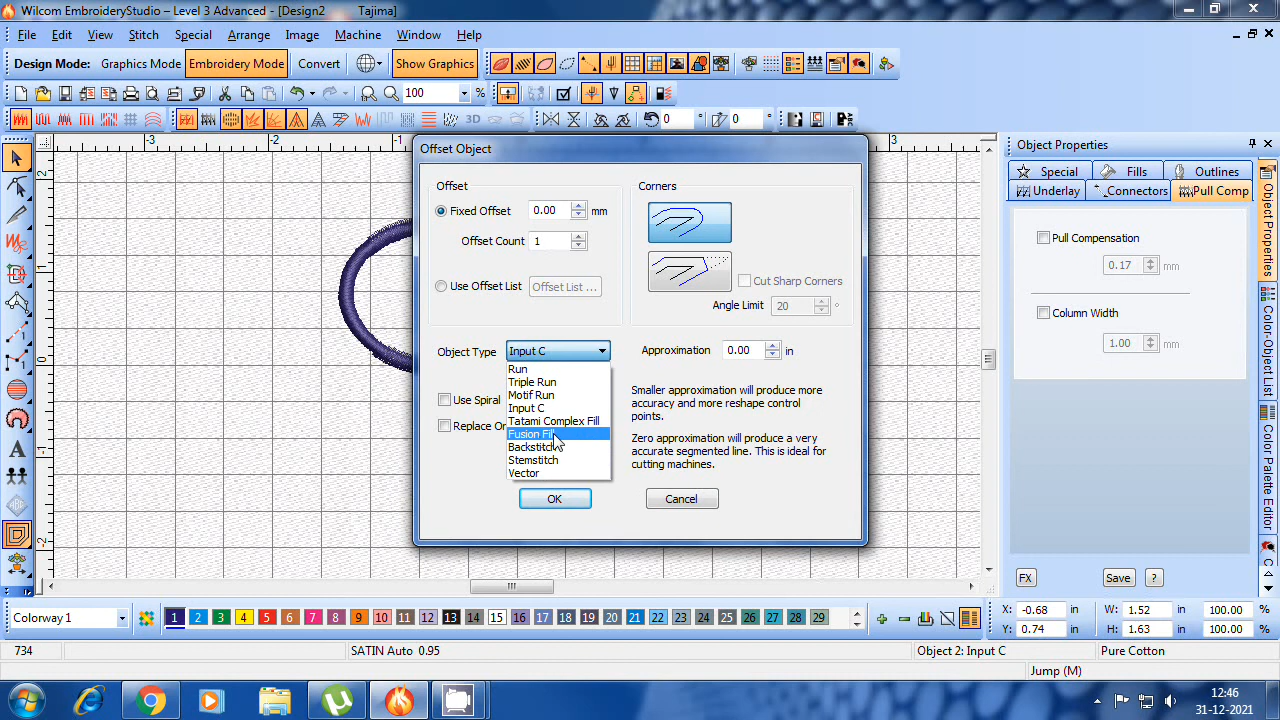 Wilcom EmbroideryStudio – Level 3 Advanced - [Design2 Tajima]
File Edit View Stitch Special Arrange Image Machine Window Help
Design Mode: Graphics Mode Embroidery Mode Convert Show Graphics
100 %
3D 0 ° 0 °
-3 -2 -1 3
2
1
0
-1
-2
Offset Object
Offset
Fixed Offset 0.00 mm
Offset Count 1
Use Offset List Offset List ...
Corners
Cut Sharp Corners
Angle Limit 20 °
Object Type Input C
Run
Triple Run
Motif Run
Input C
Tatami Complex Fill
Fusion Fill
Backstitch
Stemstitch
Vector
Use Spiral
Approximation 0.00 in
Smaller approximation will produce more
accuracy and more reshape control
points.
Zero approximation will produce a very
accurate segmented line. This is ideal for
cutting machines.
OK Cancel
Object Properties
Special Fills Outlines
Underlay Connectors Pull Comp
Pull Compensation
0.17 mm
Column Width
1.00 mm
FX Save ?
Object Properties
Color-Object List
Color Palette Editor
Colorway 1
1 2 3 4 5 6 7 8 9 10 11 12 13 14 15 16 17 18 19 20 21 22 23 24 25 26 27 28 29
X: -0.68 in W: 1.52 in 100.00 %
Y: 0.74 in H: 1.63 in 100.00 %
734 SATIN Auto 0.95 Object 2: Input C Pure Cotton
Jump (M)
12:46
31-12-2021